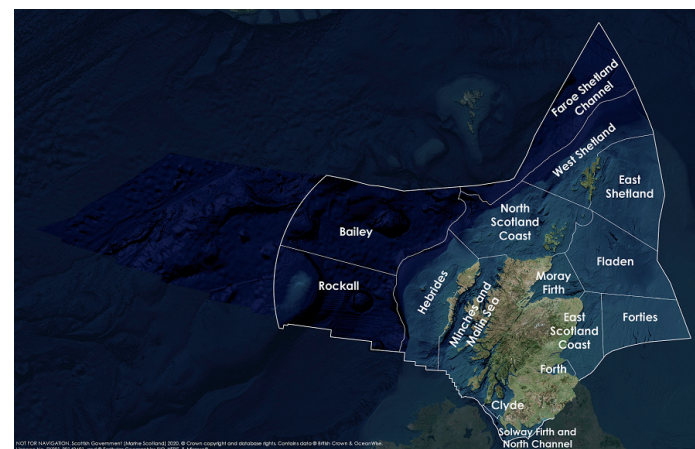 Faroe Shetland
Channel
West Shetland
East
Shetland
North
Scotland
Coast
Bailey
Fladen
Rockall
Hebrides
Moray
Firth
Minches and
Malin Sea
East
Scotland
Coast
Forties
Forth
Clyde
Solway Firth and
North Channel
NOT FOR NAVIGATION. Scottish Government (Marine Scotland) 2020. © Crown copyright and database rights. Contains data © British Crown & OceanWise.